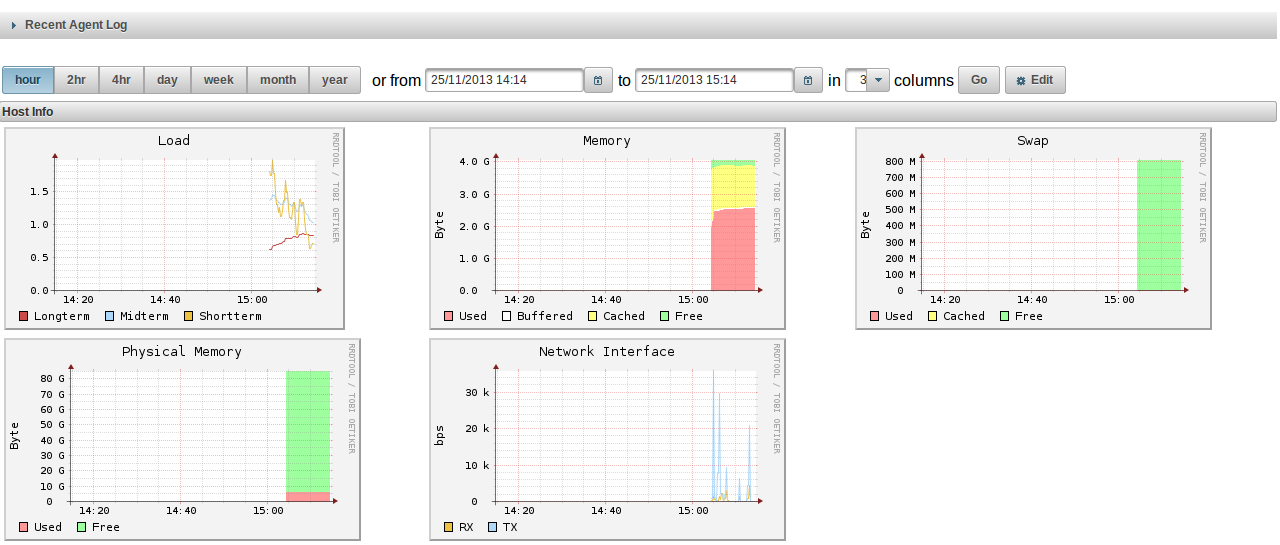 Recent Agent Log
hour 2hr 4hr day week month year or from 25/11/2013 14:14 to 25/11/2013 15:14 in 3 columns Go Edit
Host Info
Load
RRDTOOL / TOBI OETIKER
1.5
1.0
0.5
0.0
14:20 14:40 15:00
Longterm Midterm Shortterm
Memory
RRDTOOL / TOBI OETIKER
Byte
4.0 G
3.0 G
2.0 G
1.0 G
0.0
14:20 14:40 15:00
Used Buffered Cached Free
Swap
RRDTOOL / TOBI OETIKER
Byte
800 M
700 M
600 M
500 M
400 M
300 M
200 M
100 M
0
14:20 14:40 15:00
Used Cached Free
Physical Memory
RRDTOOL / TOBI OETIKER
Byte
80 G
70 G
60 G
50 G
40 G
30 G
20 G
10 G
0
14:20 14:40 15:00
Used Free
Network Interface
RRDTOOL / TOBI OETIKER
bps
30 k
20 k
10 k
0
14:20 14:40 15:00
RX TX